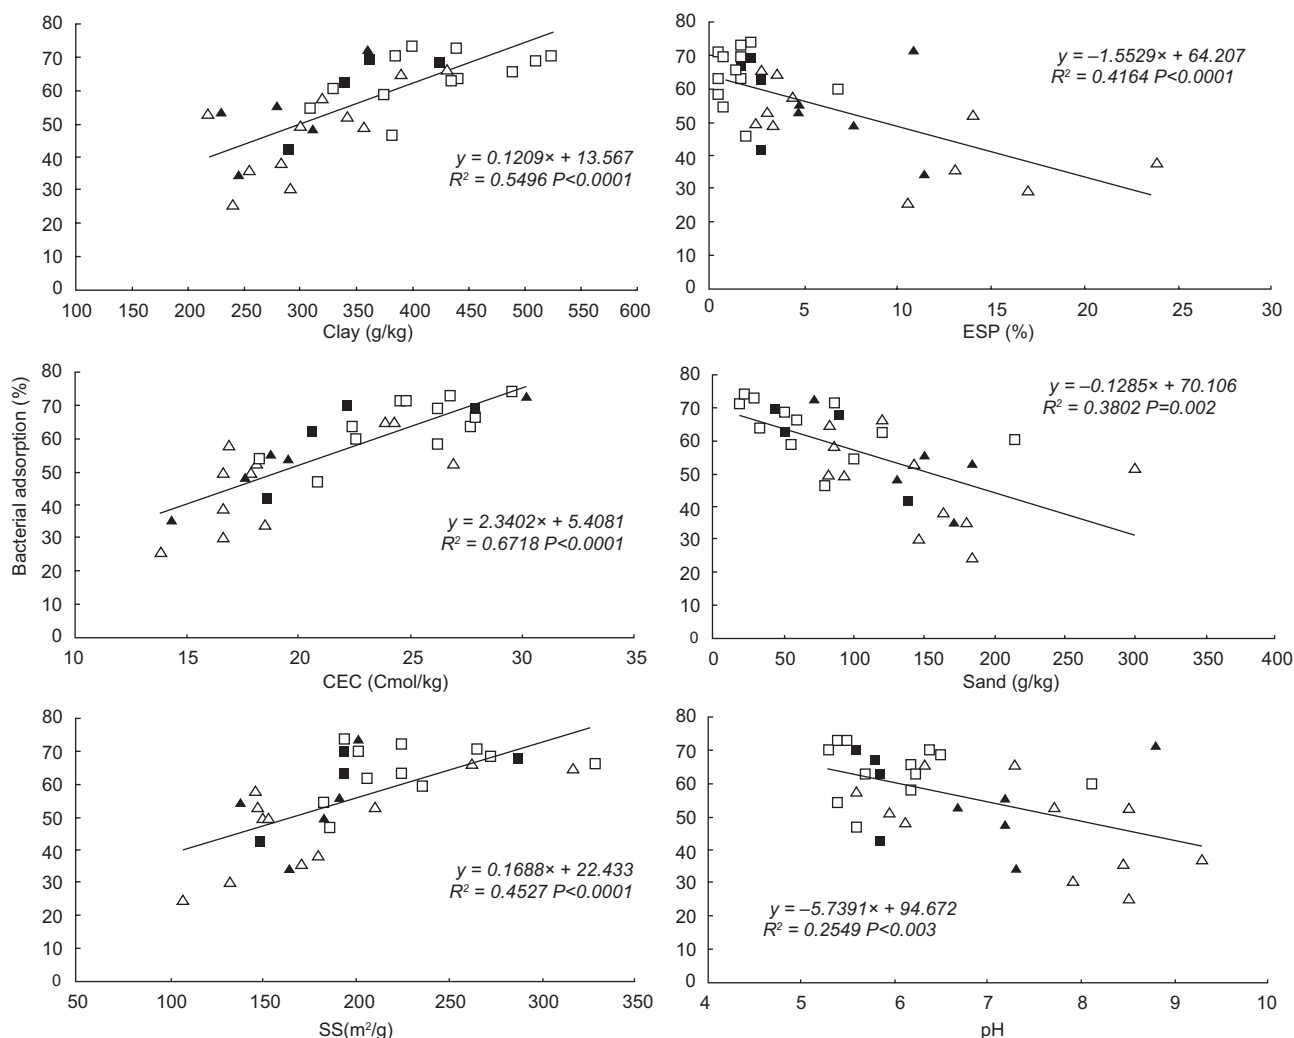 80
70
60
50
40
30
20
10
0
100 150 200 250 300 350 400 450 500 550 600
Clay (g/kg)
y = 0.1209× + 13.567
R² = 0.5496 P<0.0001
80
70
60
50
40
30
20
10
0
0 5 10 15 20 25 30
ESP (%)
y = –1.5529× + 64.207
R² = 0.4164 P<0.0001
Bacterial adsorption (%)
80
70
60
50
40
30
20
10
0
10 15 20 25 30 35
CEC (Cmol/kg)
y = 2.3402× + 5.4081
R² = 0.6718 P<0.0001
80
70
60
50
40
30
20
10
0
0 50 100 150 200 250 300 350 400
Sand (g/kg)
y = –0.1285× + 70.106
R² = 0.3802 P=0.002
80
70
60
50
40
30
20
10
0
50 100 150 200 250 300 350
SS(m²/g)
y = 0.1688× + 22.433
R² = 0.4527 P<0.0001
80
70
60
50
40
30
20
10
0
4 5 6 7 8 9 10
pH
y = –5.7391× + 94.672
R² = 0.2549 P<0.003